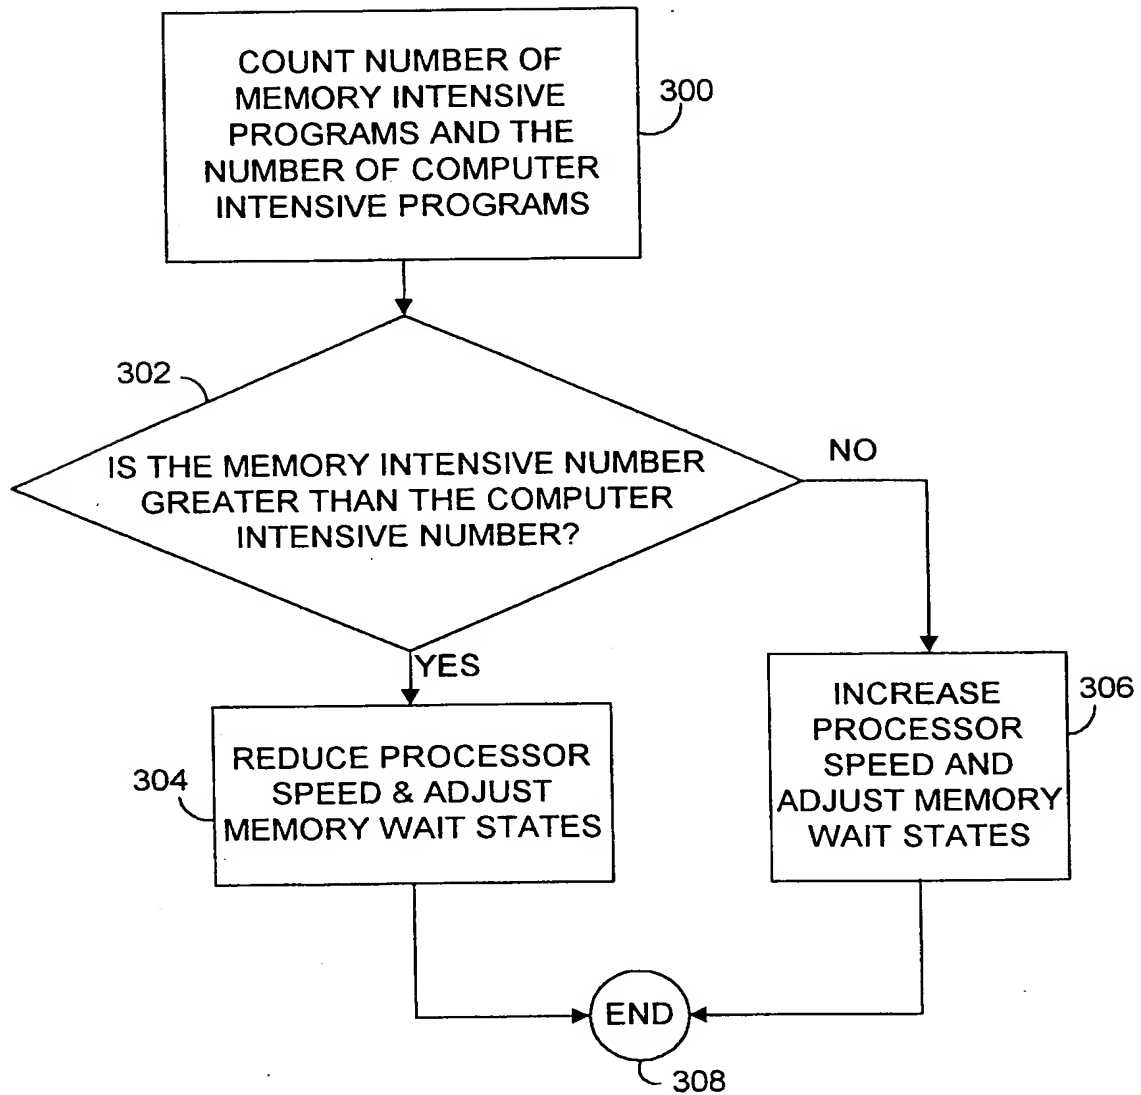 COUNT NUMBER OF
MEMORY INTENSIVE
PROGRAMS AND THE
NUMBER OF COMPUTER
INTENSIVE PROGRAMS
300
302
IS THE MEMORY INTENSIVE NUMBER
GREATER THAN THE COMPUTER
INTENSIVE NUMBER?
NO
YES
REDUCE PROCESSOR
SPEED & ADJUST
MEMORY WAIT STATES
304
INCREASE
PROCESSOR
SPEED AND
ADJUST MEMORY
WAIT STATES
306
END
308